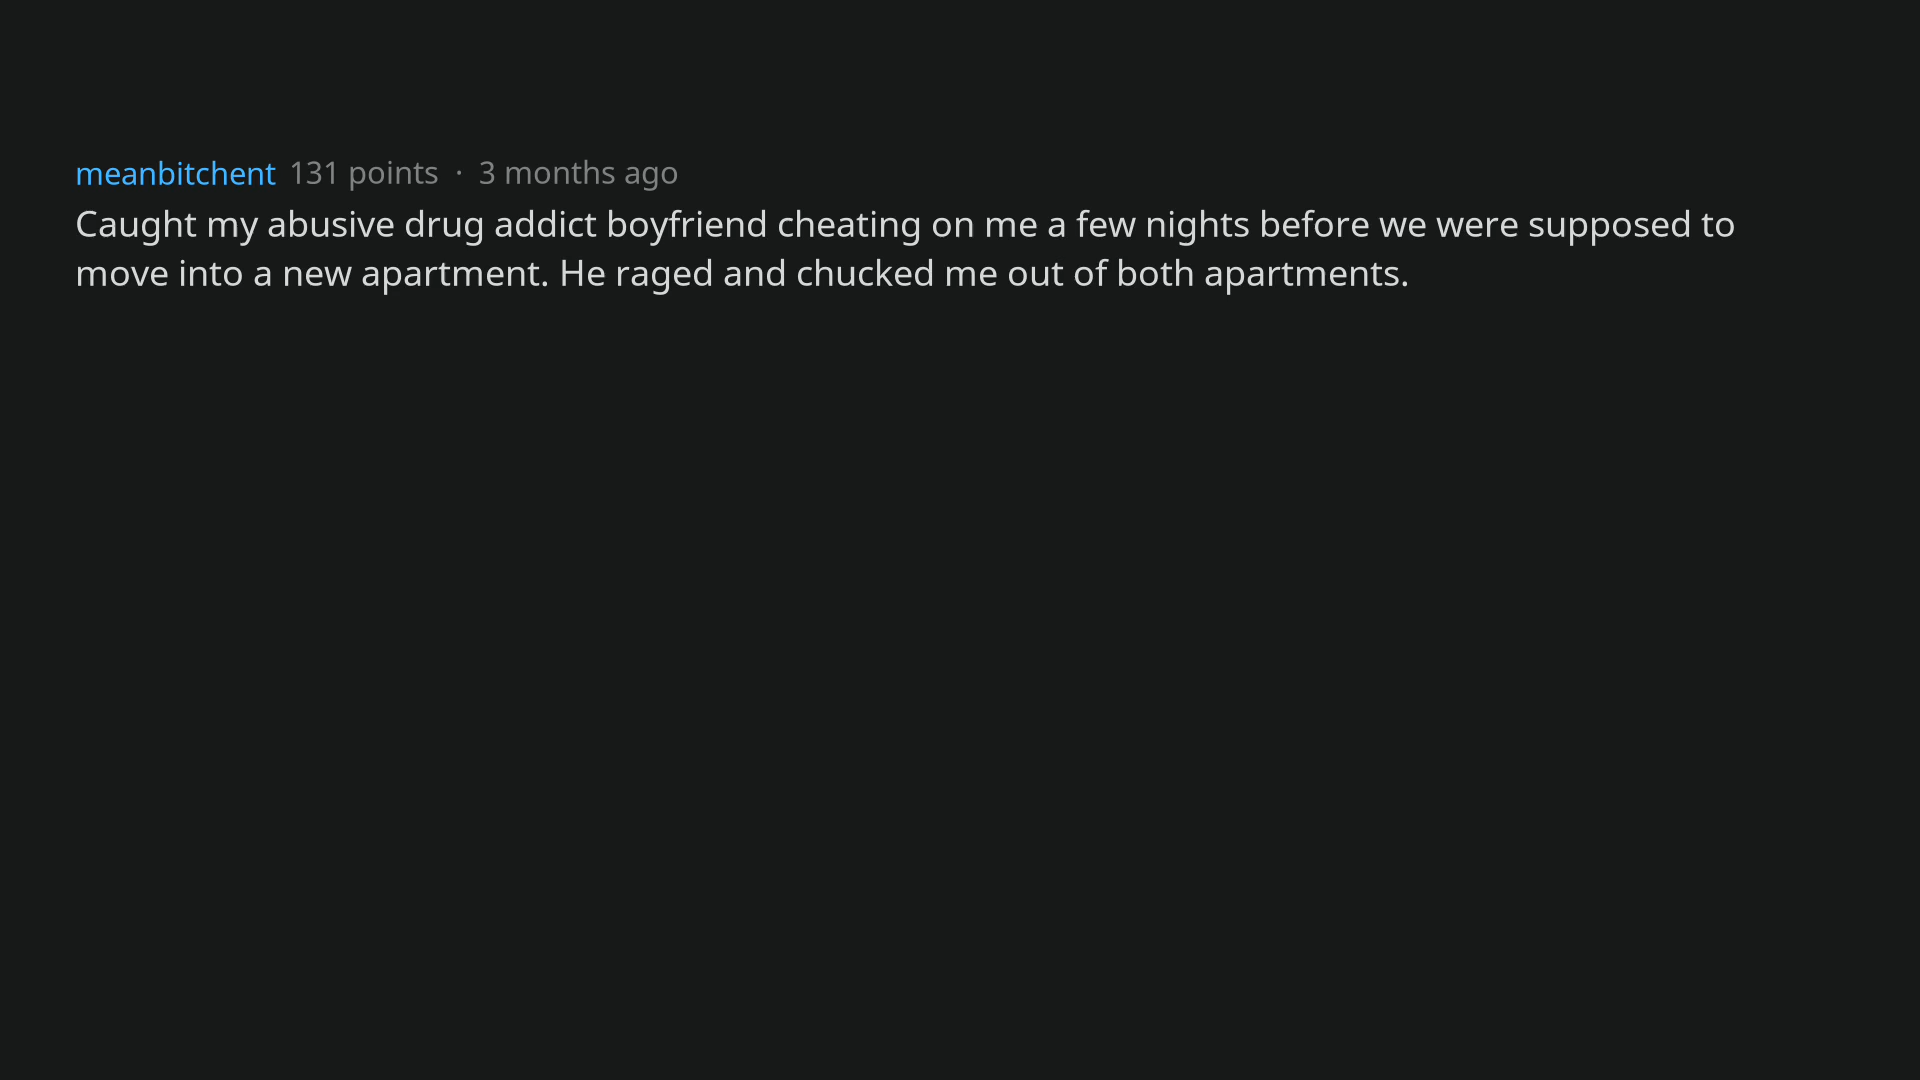 meanbitchent 131 points · 3 months ago
Caught my abusive drug addict boyfriend cheating on me a few nights before we were supposed to
move into a new apartment. He raged and chucked me out of both apartments.